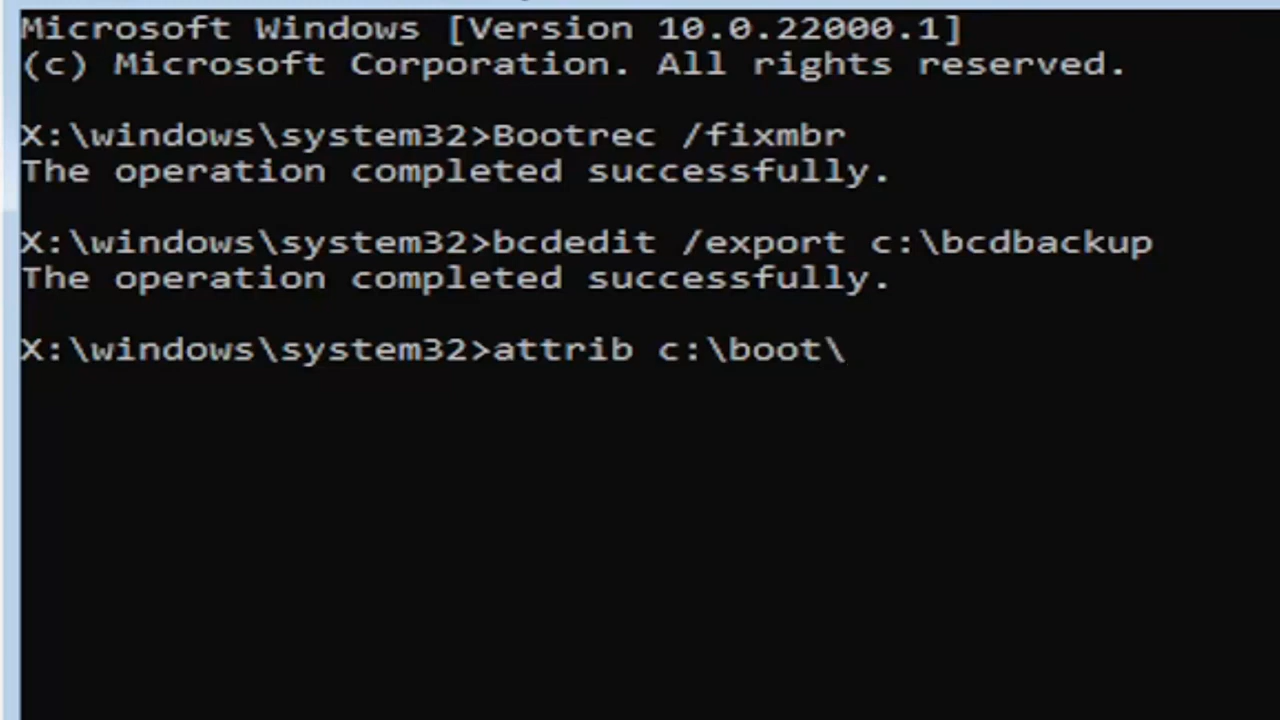 Microsoft Windows [Version 10.0.22000.1]
(c) Microsoft Corporation. All rights reserved.
X:\windows\system32>Bootrec /fixmbr
The operation completed successfully.
X:\windows\system32>bcdedit /export c:\bcdbackup
The operation completed successfully.
X:\windows\system32>attrib c:\boot\